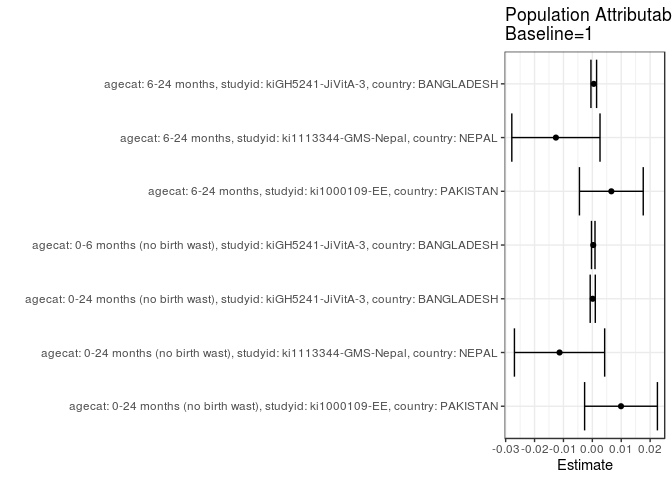 Population Attributab
Baseline=1
agecat: 6-24 months, studyid: kiGH5241-JiVitA-3, country: BANGLADESH
agecat: 6-24 months, studyid: ki1113344-GMS-Nepal, country: NEPAL
agecat: 6-24 months, studyid: ki1000109-EE, country: PAKISTAN
agecat: 0-6 months (no birth wast), studyid: kiGH5241-JiVitA-3, country: BANGLADESH
agecat: 0-24 months (no birth wast), studyid: kiGH5241-JiVitA-3, country: BANGLADESH
agecat: 0-24 months (no birth wast), studyid: ki1113344-GMS-Nepal, country: NEPAL
agecat: 0-24 months (no birth wast), studyid: ki1000109-EE, country: PAKISTAN
-0.03 -0.02 -0.01 0.00 0.01 0.02
Estimate